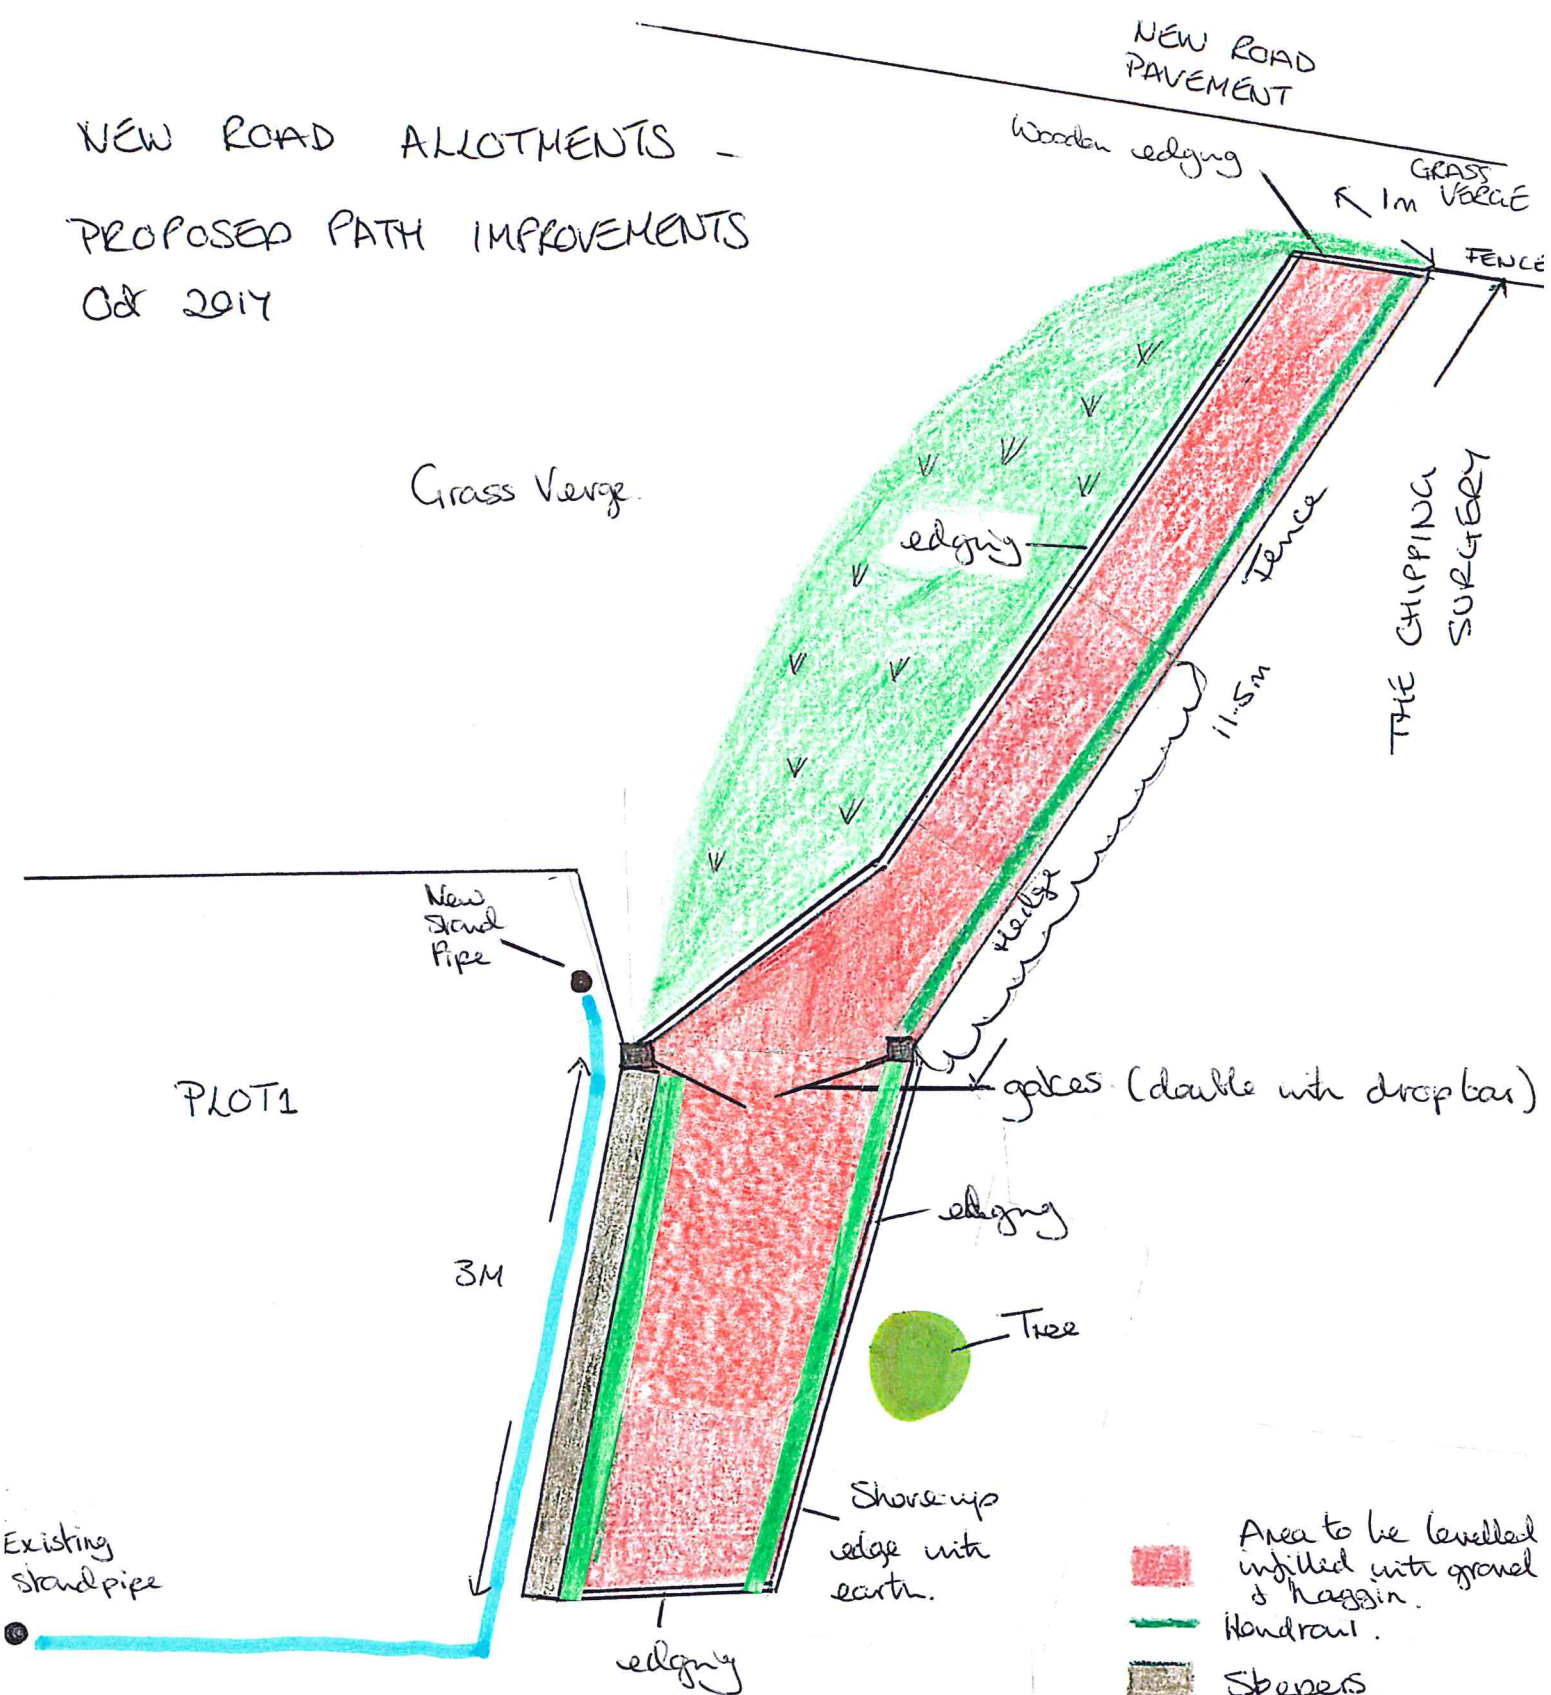 NEW ROAD ALLOTMENTS -
PROPOSED PATH IMPROVEMENTS
Oct 2014
NEW ROAD
PAVEMENT
Wooden edging
GRASS
VERGE
1m
FENCE
Grass Verge.
edging
Fence
THE CHIPPING
SURGERY
11.5m
Hedge
New
Stand
Pipe
PLOT1
gates (double with drop bar)
edging
3M
Tree
Shore up
edge with
earth.
Existing
standpipe
edging
Area to be levelled
infilled with gravel
& hoggin.
Handrail.
Sleepers